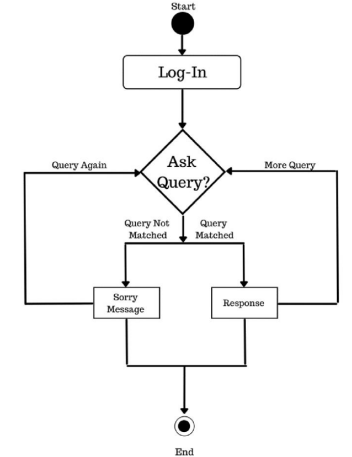 Start
Log-In
Ask
Query?
Query Again
More Query
Query Not
Matched
Query
Matched
Sorry
Message
Response
End